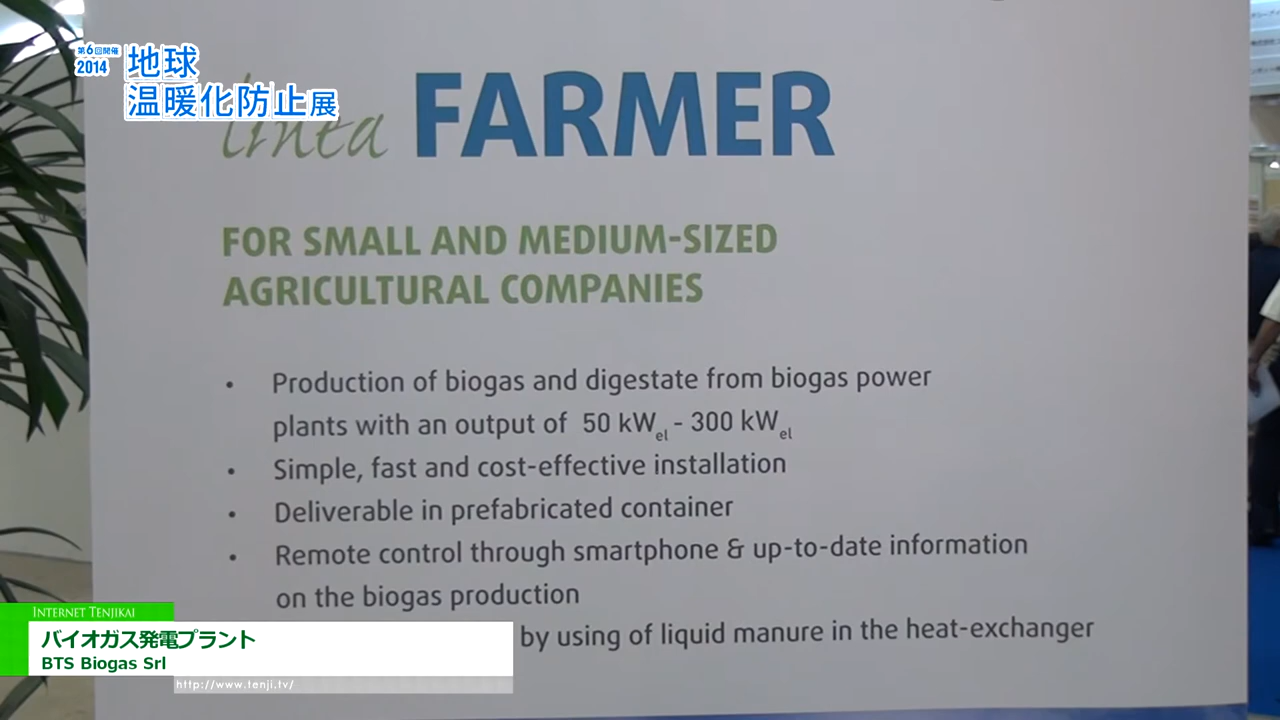 第6回開催
2014
地球
温暖化防止展
linea FARMER
FOR SMALL AND MEDIUM-SIZED
AGRICULTURAL COMPANIES
• Production of biogas and digestate from biogas power
plants with an output of 50 kWel - 300 kWel
• Simple, fast and cost-effective installation
• Deliverable in prefabricated container
• Remote control through smartphone & up-to-date information
on the biogas production
by using of liquid manure in the heat-exchanger
INTERNET TENJIKAI
バイオガス発電プラント
BTS Biogas Srl
http://www.tenji.tv/